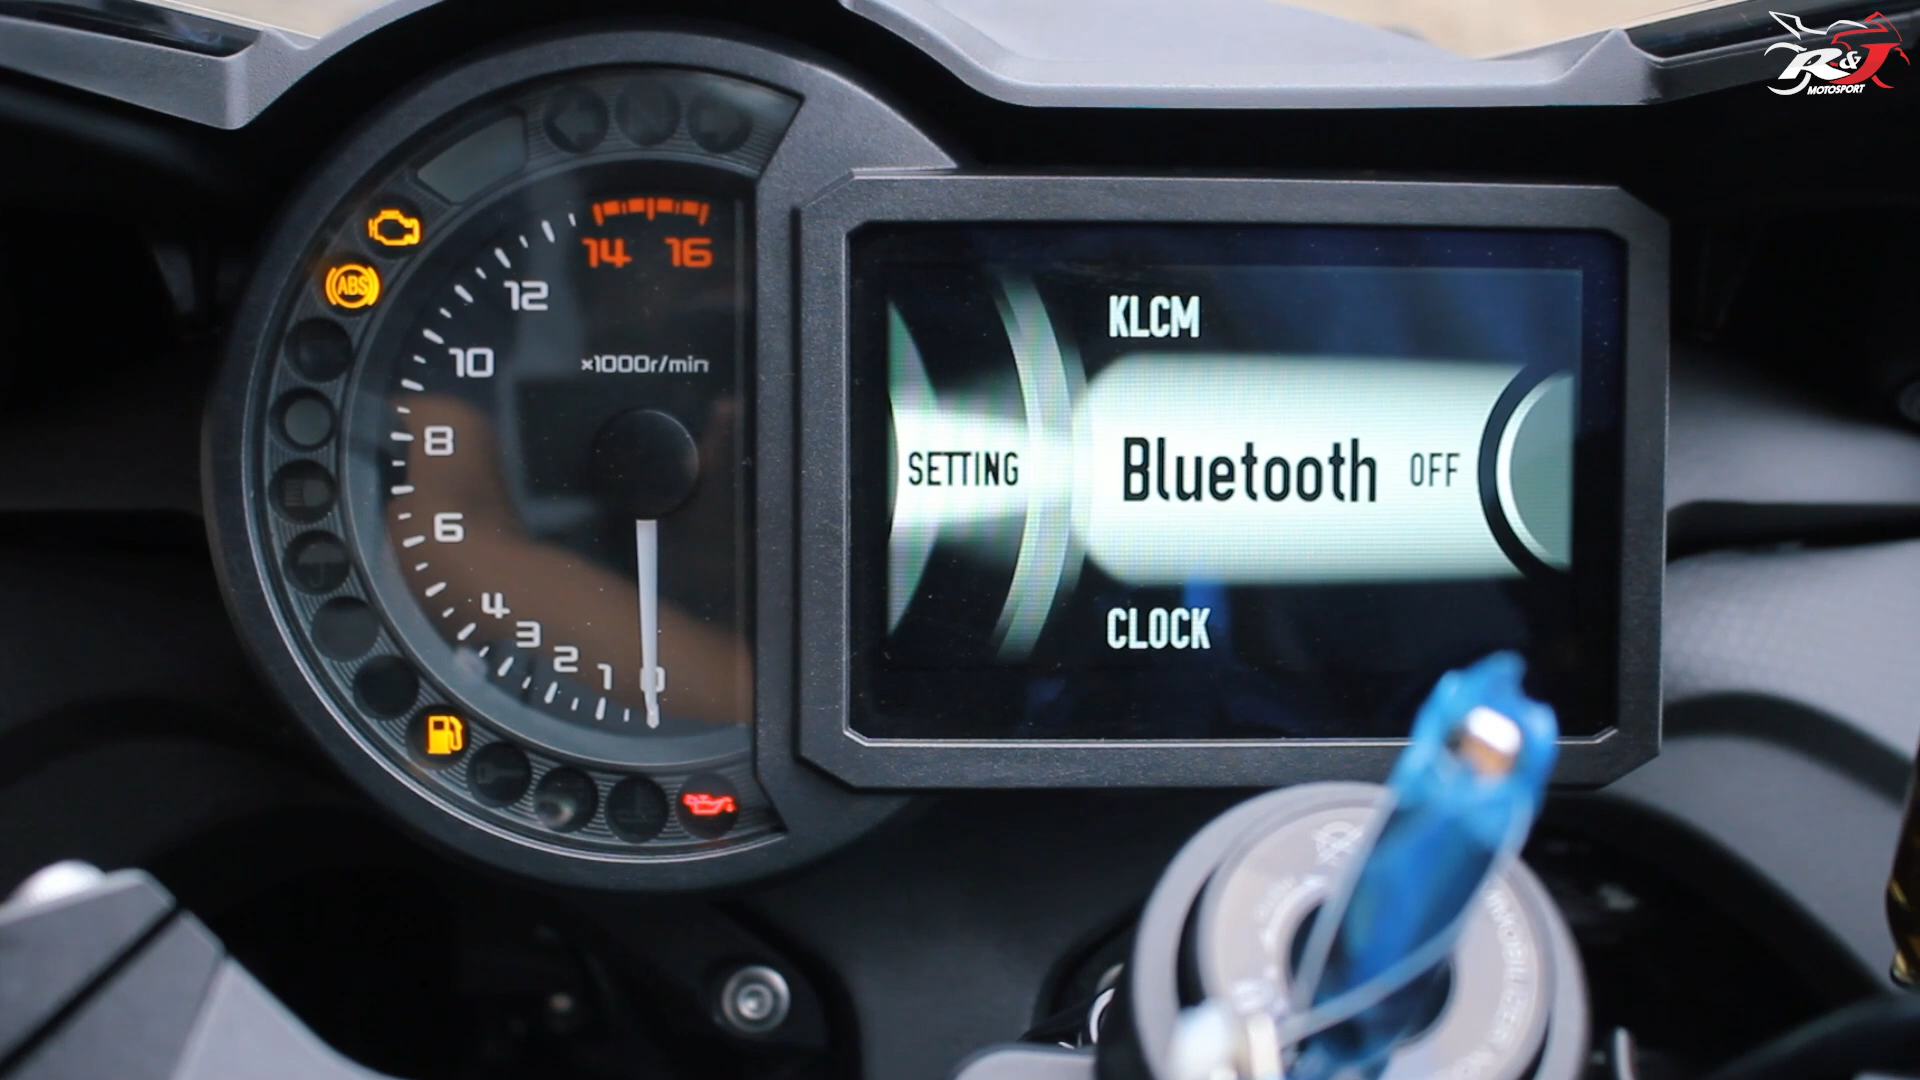 R&J
MOTOSPORT
14 16
12
10
×1000r/min
8
6
4
3
2
1
0
ABS
KLCM
SETTING
Bluetooth OFF
CLOCK